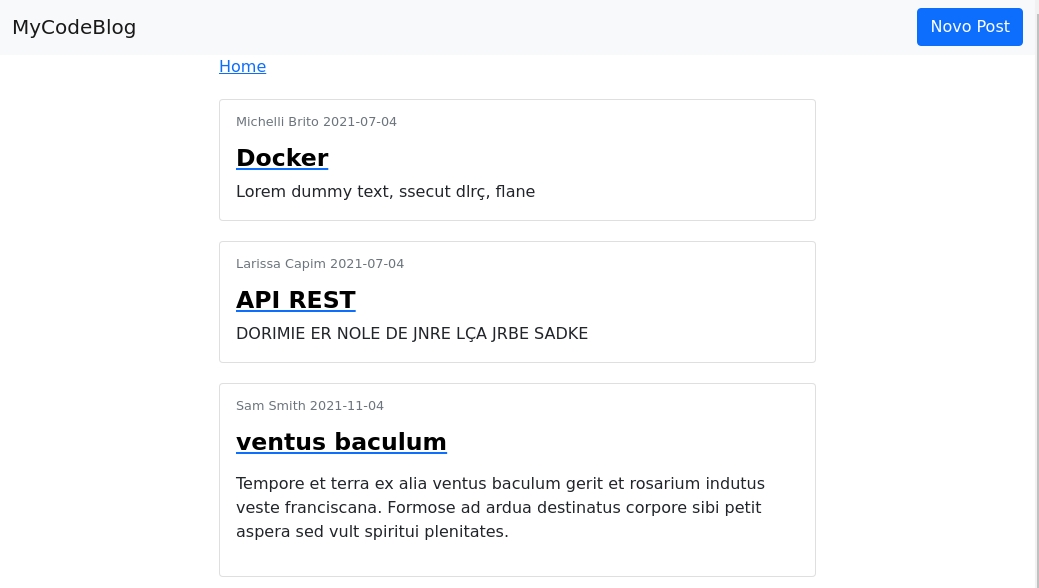 MyCodeBlog
Novo Post
Home
Michelli Brito 2021-07-04
Docker
Lorem dummy text, ssecut dlrç, flane
Larissa Capim 2021-07-04
API REST
DORIMIE ER NOLE DE JNRE LÇA JRBE SADKE
Sam Smith 2021-11-04
ventus baculum
Tempore et terra ex alia ventus baculum gerit et rosarium indutus
veste franciscana. Formose ad ardua destinatus corpore sibi petit
aspera sed vult spiritui plenitates.